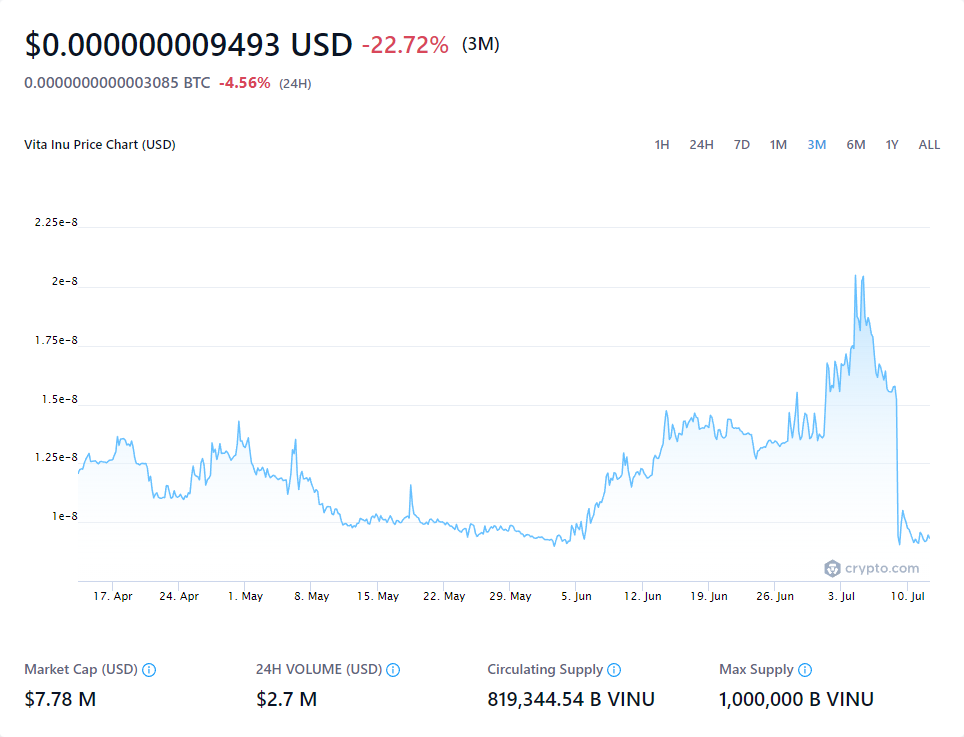 $0.000000009493 USD -22.72% (3M)
0.0000000000003085 BTC -4.56% (24H)
Vita Inu Price Chart (USD) 1H 24H 7D 1M 3M 6M 1Y ALL
2.25e-8
2e-8
1.75e-8
1.5e-8
1.25e-8
1e-8
crypto.com
17. Apr 24. Apr 1. May 8. May 15. May 22. May 29. May 5. Jun 12. Jun 19. Jun 26. Jun 3. Jul 10. Jul
Market Cap (USD) 24H VOLUME (USD) Circulating Supply Max Supply
$7.78 M $2.7 M 819,344.54 B VINU 1,000,000 B VINU